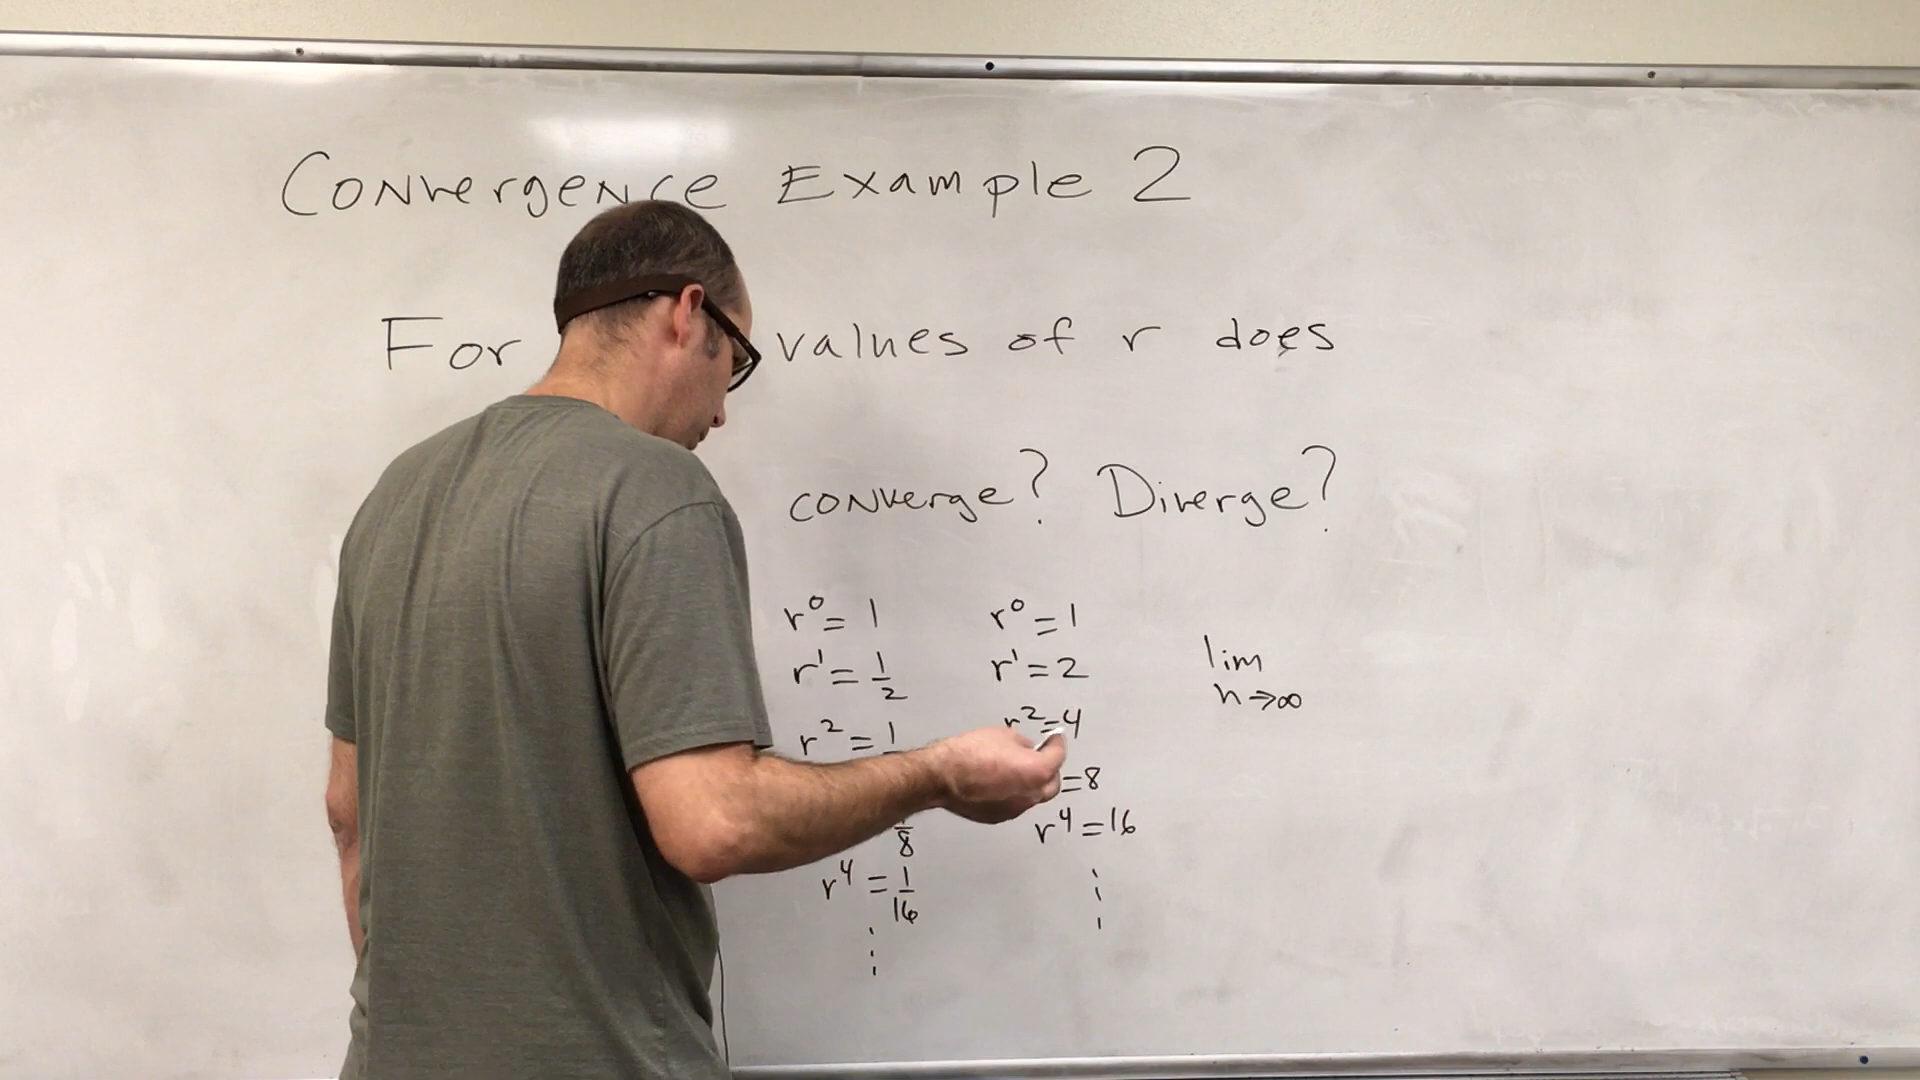 Convergence Example 2
For values of r does
converge? Diverge?
r⁰ = 1
r¹ = 1/2
r² = 1
1/8
r⁴ = 1/16
⋮
r⁰ = 1
r¹ = 2
r² = 4
= 8
r⁴ = 16
⋮
lim
n→∞